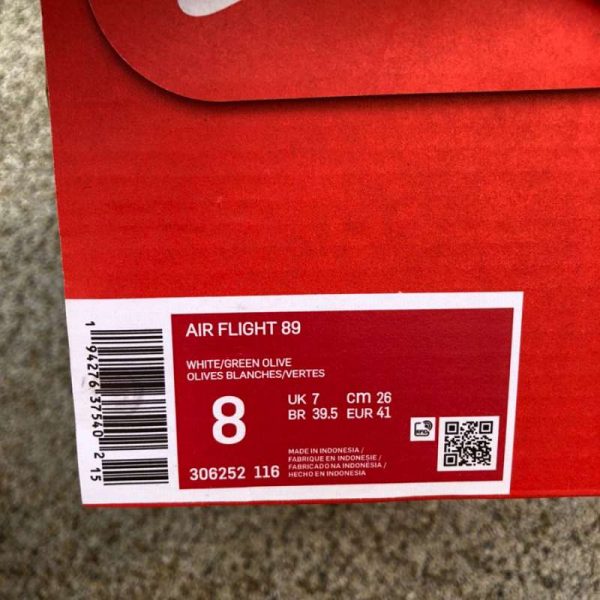 AIR FLIGHT 89
WHITE/GREEN OLIVE
OLIVES BLANCHES/VERTES
8
UK 7 cm 26
BR 39.5 EUR 41
306252 116
MADE IN INDONESIA /
FABRIQUE EN INDONESIE /
FABRICADO NA INDONESIA /
HECHO EN INDONESIA
1 94276 37540 2 15